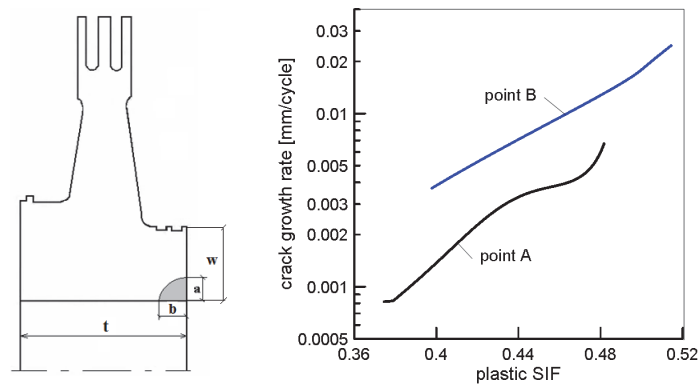 w
a
b
t
crack growth rate [mm/cycle]
0.03
0.02
0.01
0.005
0.003
0.002
0.001
0.0005
point B
point A
0.36
0.4
0.44
0.48
0.52
plastic SIF